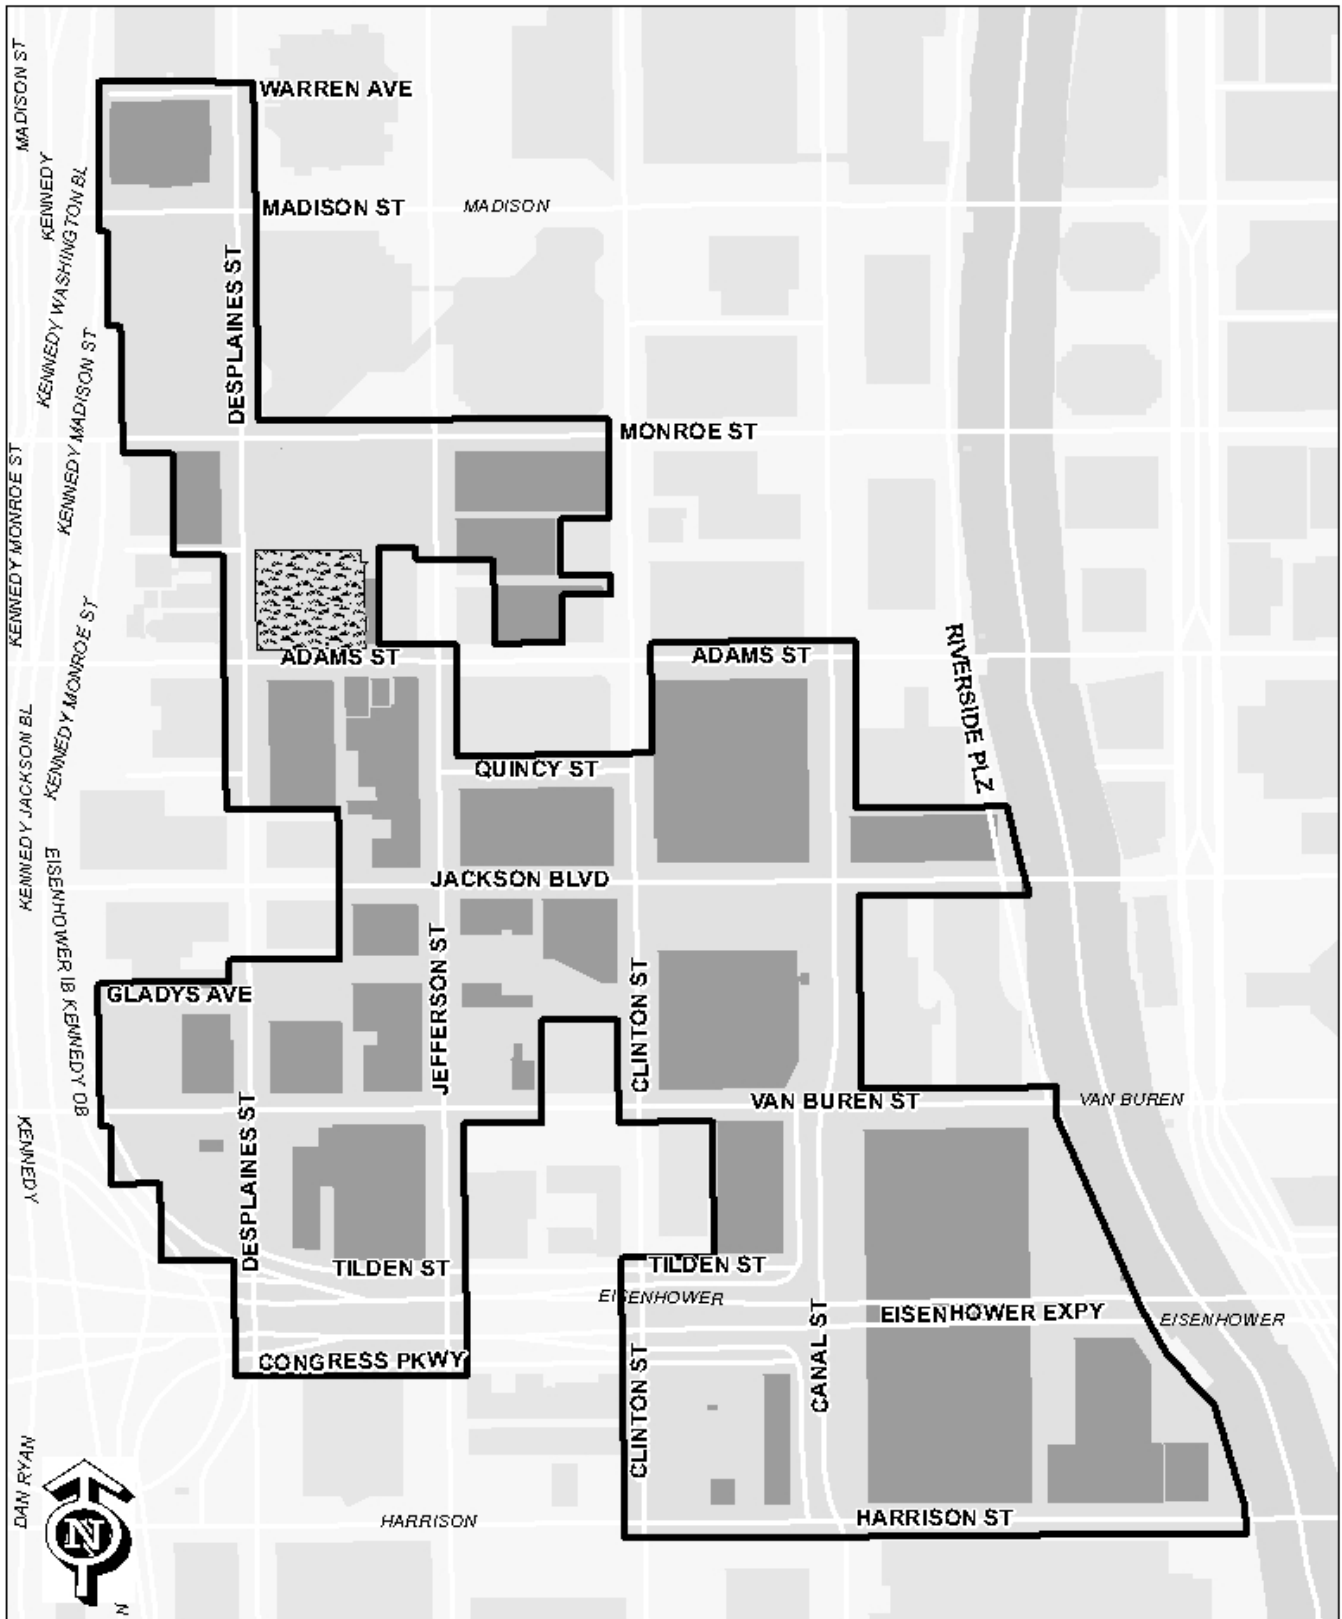 MADISON ST
WARREN AVE
KENNEDY
KENNEDY WASHINGTON BL
MADISON ST
MADISON
DESPLAINES ST
KENNEDY MADISON ST
MONROE ST
KENNEDY MONROE ST
KENNEDY MONROE ST
ADAMS ST
ADAMS ST
RIVERSIDE PLZ
KENNEDY JACKSON BL
QUINCY ST
EISENHOWER IB KENNEDY OB
JACKSON BLVD
JEFFERSON ST
CLINTON ST
GLADYS AVE
VAN BUREN ST
VAN BUREN
KENNEDY
DESPLAINES ST
TILDEN ST
TILDEN ST
EISENHOWER
EISENHOWER EXPY
EISENHOWER
CANAL ST
CONGRESS PKWY
CLINTON ST
DAN RYAN
HARRISON
HARRISON ST
N
N